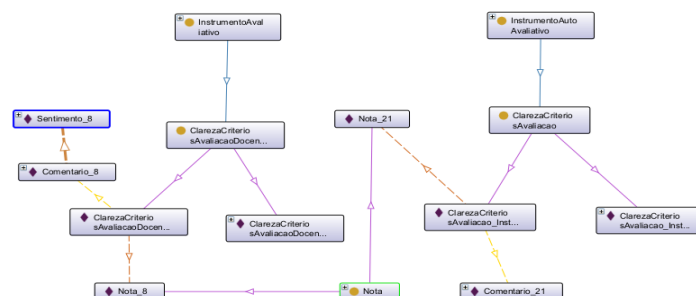 InstrumentoAval
iativo
InstrumentoAuto
Avaliativo
Sentimento_8
ClarezaCriterio
sAvaliacaoDocen...
Nota_21
ClarezaCriterio
sAvaliacao
Comentario_8
ClarezaCriterio
sAvaliacaoDocen...
ClarezaCriterio
sAvaliacaoDocen...
ClarezaCriterio
sAvaliacao_Inst...
ClarezaCriterio
sAvaliacao_Inst...
Nota_8
Nota
Comentario_21